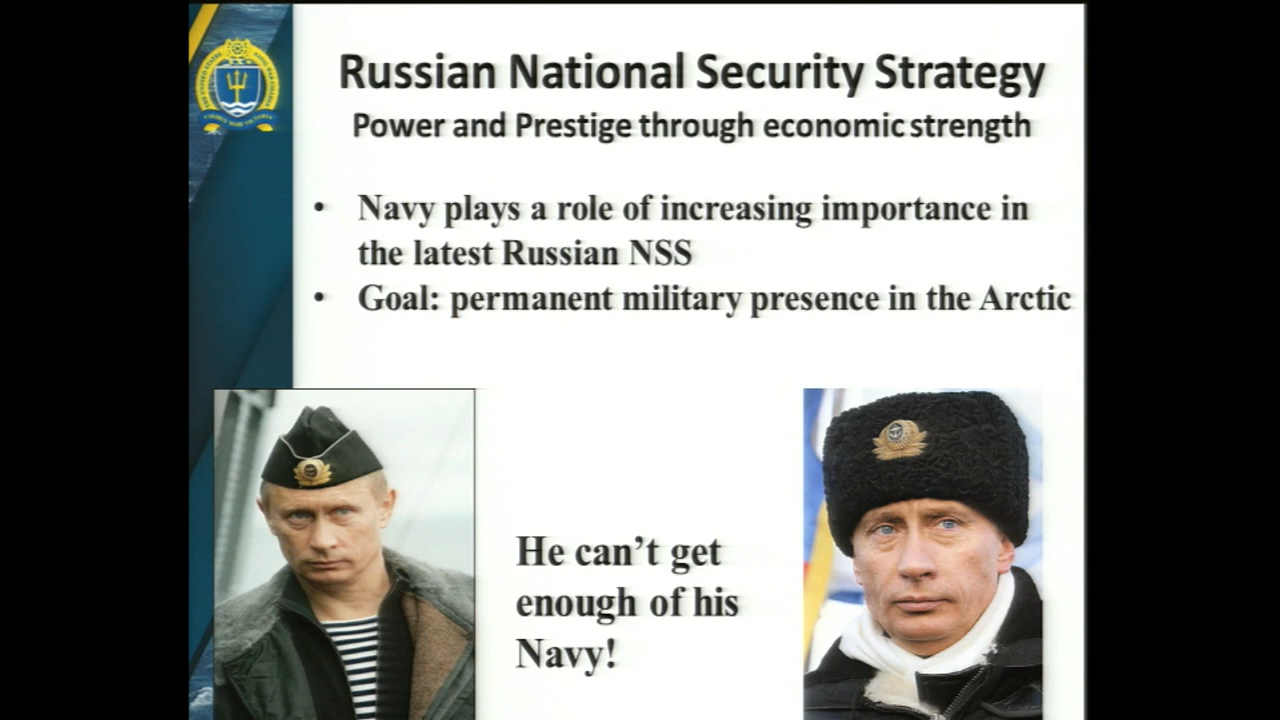 Russian National Security Strategy
Power and Prestige through economic strength
• Navy plays a role of increasing importance in
the latest Russian NSS
• Goal: permanent military presence in the Arctic
He can't get
enough of his
Navy!